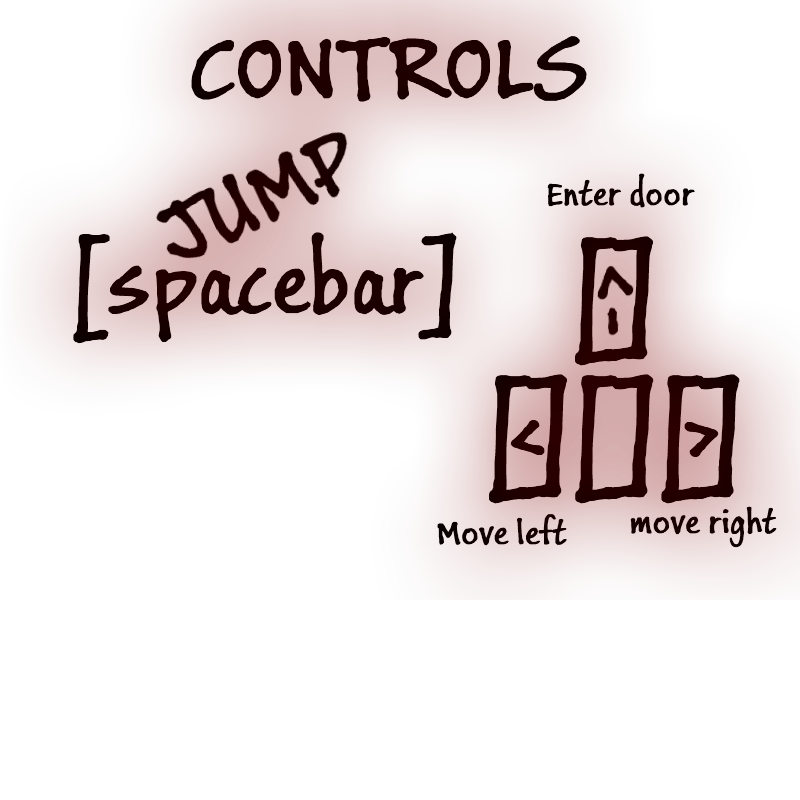 CONTROLS
JUMP
[spacebar]
Enter door
^
<
>
Move left
move right